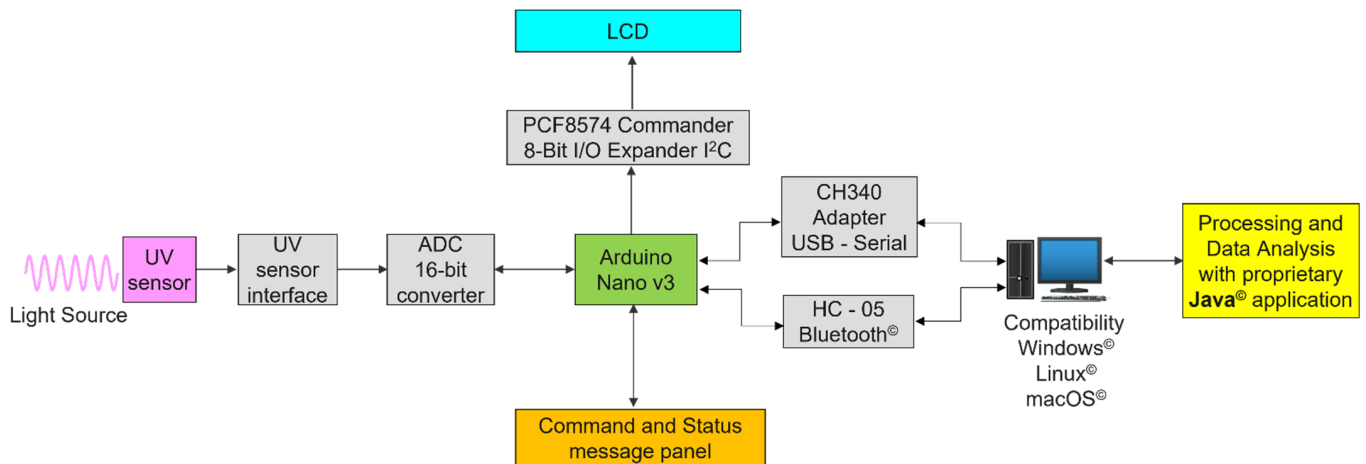 LCD
PCF8574 Commander
8-Bit I/O Expander I²C
CH340
Adapter
USB - Serial
Processing and
Data Analysis
with proprietary
Java© application
UV
sensor
UV
sensor
interface
ADC
16-bit
converter
Arduino
Nano v3
Light Source
HC - 05
Bluetooth©
Compatibility
Windows©
Linux©
macOS©
Command and Status
message panel